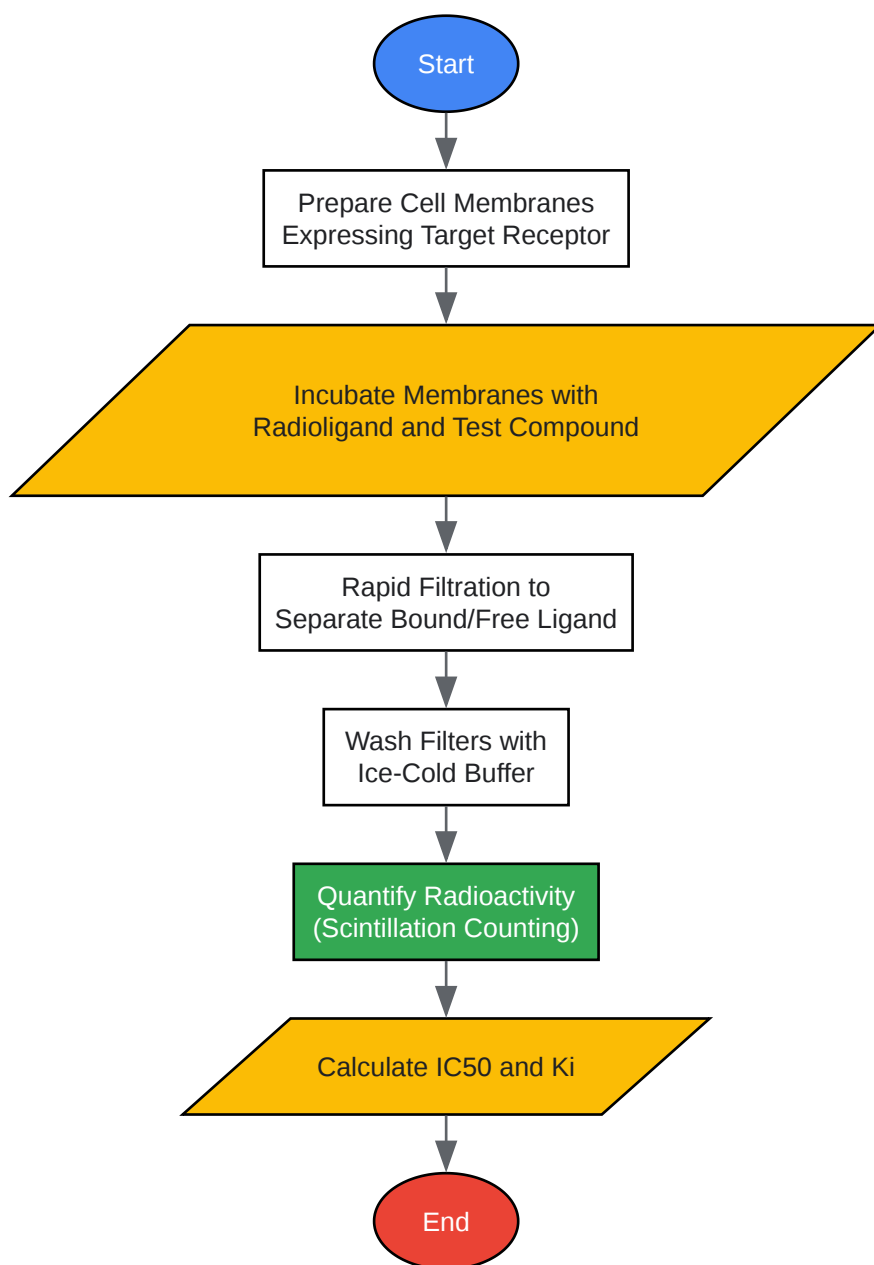 Start
Prepare Cell Membranes
Expressing Target Receptor
Incubate Membranes with
Radioligand and Test Compound
Rapid Filtration to
Separate Bound/Free Ligand
Wash Filters with
Ice-Cold Buffer
Quantify Radioactivity
(Scintillation Counting)
Calculate IC50 and Ki
End